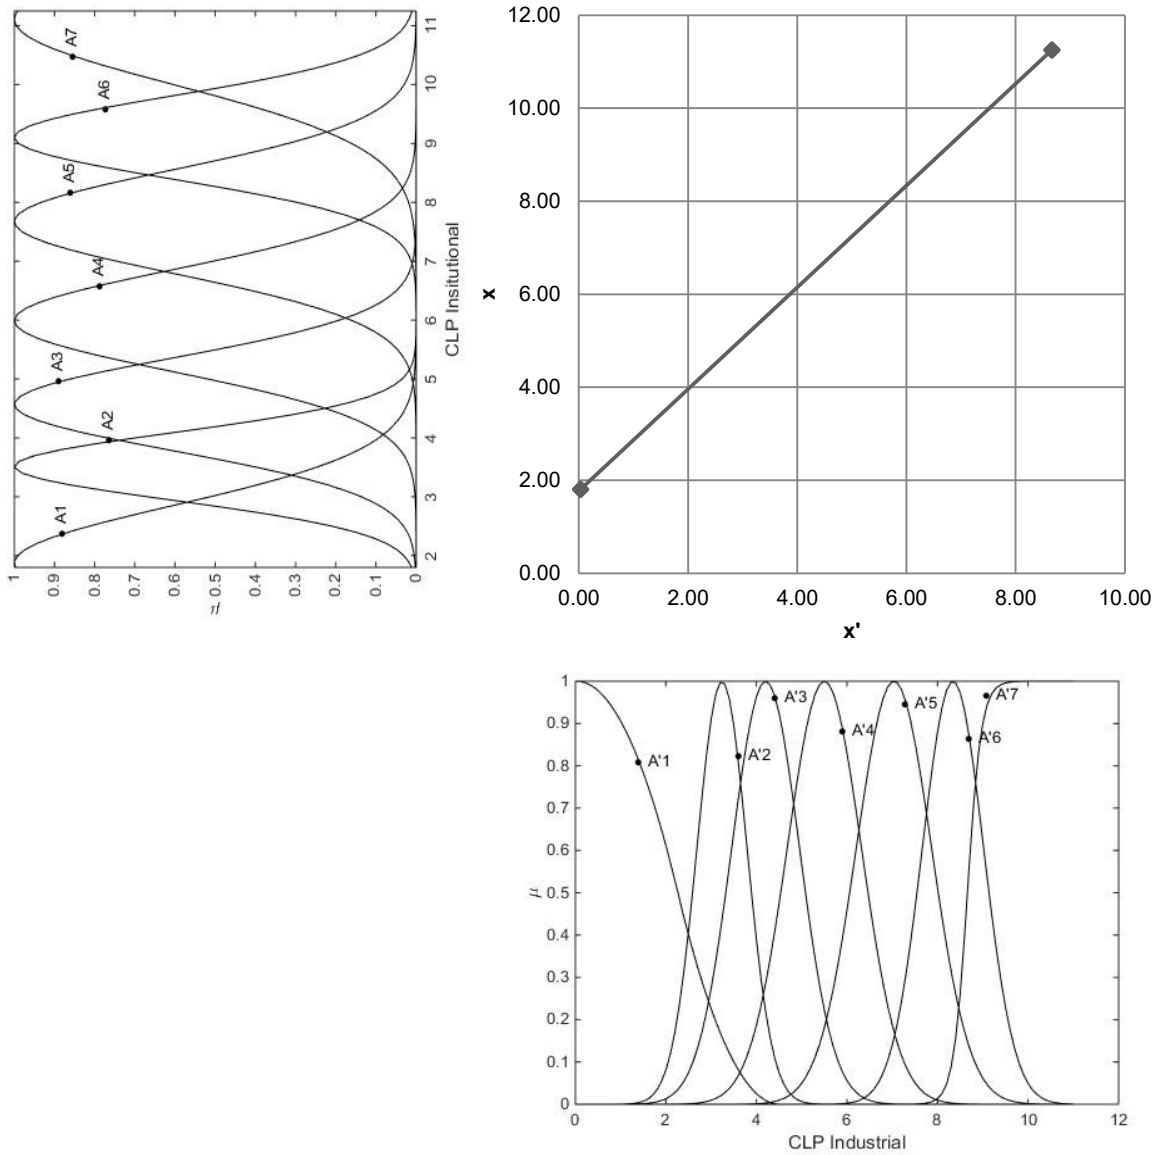 A1
A2
A3
A4
A5
A6
A7
2
3
4
5
6
7
8
9
10
11
CLP Insitutional
1
0.9
0.8
0.7
0.6
0.5
0.4
0.3
0.2
0.1
0
μ
12.00
10.00
8.00
6.00
4.00
2.00
0.00
x
0.00
2.00
4.00
6.00
8.00
10.00
x'
1
0.9
0.8
0.7
0.6
0.5
0.4
0.3
0.2
0.1
0
μ
A'1
A'2
A'3
A'4
A'5
A'6
A'7
0
2
4
6
8
10
12
CLP Industrial